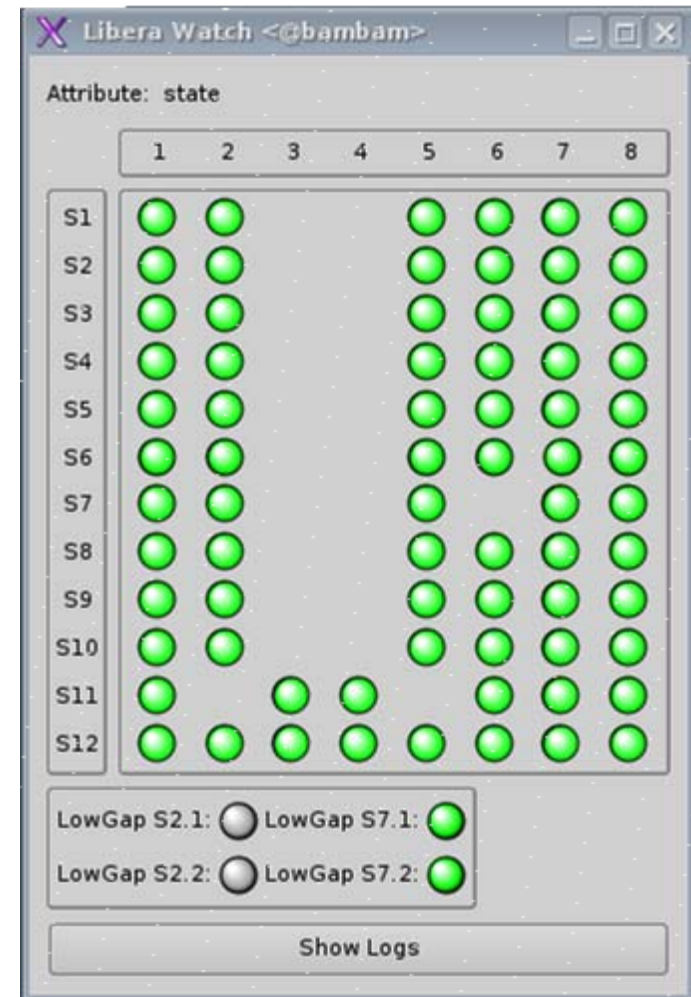 Libera Watch <@bambam>
Attribute: state
1 2 3 4 5 6 7 8
S1
S2
S3
S4
S5
S6
S7
S8
S9
S10
S11
S12
LowGap S2.1: LowGap S7.1:
LowGap S2.2: LowGap S7.2:
Show Logs